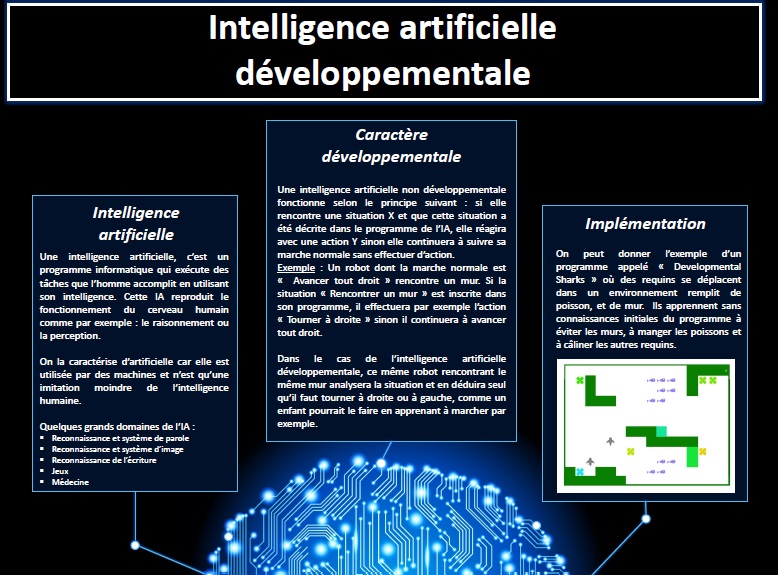 Intelligence artificielle
développementale
Intelligence
artificielle
Une intelligence artificielle, c'est un
programme informatique qui exécute des
tâches que l'homme accomplit en utilisant
son intelligence. Cette IA reproduit le
fonctionnement du cerveau humain
comme par exemple : le raisonnement ou
la perception.
On la caractérise d'artificielle car elle est
utilisée par des machines et n'est qu'une
imitation moindre de l'intelligence
humaine.
Quelques grands domaines de l'IA :
▪ Reconnaissance et système de parole
▪ Reconnaissance et système d'image
▪ Reconnaissance de l'écriture
▪ Jeux
▪ Médecine
Caractère
développementale
Une intelligence artificielle non développementale
fonctionne selon le principe suivant : si elle
rencontre une situation X et que cette situation a
été décrite dans le programme de l'IA, elle réagira
avec une action Y sinon elle continuera à suivre sa
marche normale sans effectuer d'action.
Exemple : Un robot dont la marche normale est
« Avancer tout droit » rencontre un mur. Si la
situation « Rencontrer un mur » est inscrite dans
son programme, il effectuera par exemple l'action
« Tourner à droite » sinon il continuera à avancer
tout droit.
Dans le cas de l'intelligence artificielle
développementale, ce même robot rencontrant le
même mur analysera la situation et en déduira seul
qu'il faut tourner à droite ou à gauche, comme un
enfant pourrait le faire en apprenant à marcher par
exemple.
Implémentation
On peut donner l'exemple d'un
programme appelé « Developmental
Sharks » où des requins se déplacent
dans un environnement remplit de
poisson, et de mur. Ils apprennent sans
connaissances initiales du programme à
éviter les murs, à manger les poissons et
à câliner les autres requins.